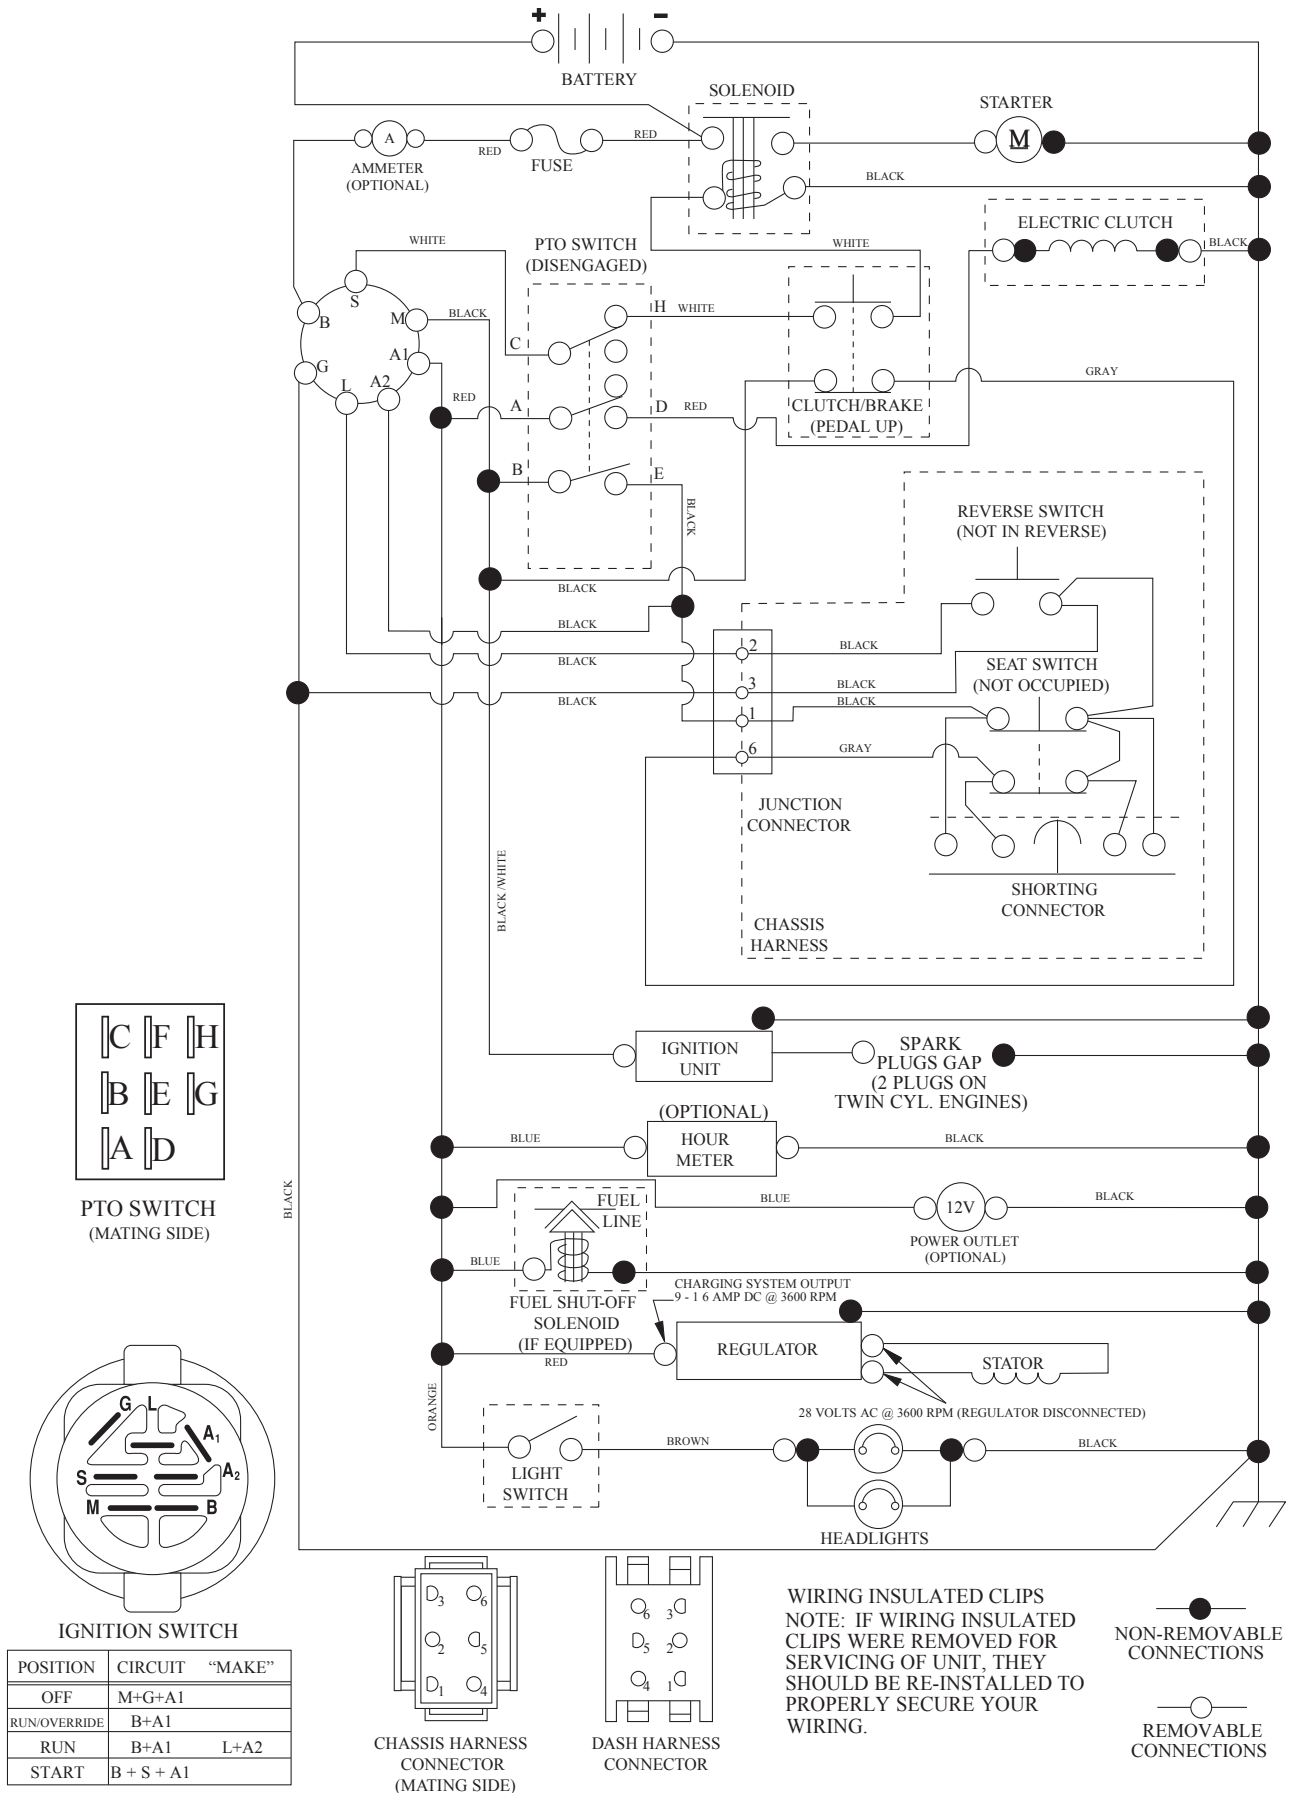 + −
BATTERY
SOLENOID
STARTER
A
RED
FUSE
RED
M
AMMETER
(OPTIONAL)
BLACK
ELECTRIC CLUTCH
WHITE
PTO SWITCH
(DISENGAGED)
WHITE
BLACK
S
B
M
BLACK
H WHITE
G
A1
C
L
A2
RED
A
D RED
CLUTCH/BRAKE
(PEDAL UP)
GRAY
B
E
BLACK
REVERSE SWITCH
(NOT IN REVERSE)
BLACK
BLACK
BLACK
2
BLACK
SEAT SWITCH
(NOT OCCUPIED)
3
BLACK
BLACK
1
BLACK
6
GRAY
JUNCTION
CONNECTOR
BLACK /WHITE
SHORTING
CONNECTOR
CHASSIS
HARNESS
C F H
B E G
A D
PTO SWITCH
(MATING SIDE)
BLACK
IGNITION
UNIT
SPARK
PLUGS GAP
(2 PLUGS ON
TWIN CYL. ENGINES)
(OPTIONAL)
BLUE
HOUR
METER
BLACK
BLUE
12V
BLACK
POWER OUTLET
(OPTIONAL)
FUEL
LINE
BLUE
FUEL SHUT-OFF
SOLENOID
(IF EQUIPPED)
CHARGING SYSTEM OUTPUT
9 - 1 6 AMP DC @ 3600 RPM
RED
REGULATOR
STATOR
28 VOLTS AC @ 3600 RPM (REGULATOR DISCONNECTED)
ORANGE
LIGHT
SWITCH
BROWN
BLACK
HEADLIGHTS
G L
A1
S
A2
M B
IGNITION SWITCH
POSITION CIRCUIT “MAKE”
OFF M+G+A1
RUN/OVERRIDE B+A1
RUN B+A1 L+A2
START B + S + A1
3 6
2 5
1 4
CHASSIS HARNESS
CONNECTOR
(MATING SIDE)
6 3
5 2
4 1
DASH HARNESS
CONNECTOR
WIRING INSULATED CLIPS
NOTE: IF WIRING INSULATED
CLIPS WERE REMOVED FOR
SERVICING OF UNIT, THEY
SHOULD BE RE-INSTALLED TO
PROPERLY SECURE YOUR
WIRING.
NON-REMOVABLE
CONNECTIONS
REMOVABLE
CONNECTIONS